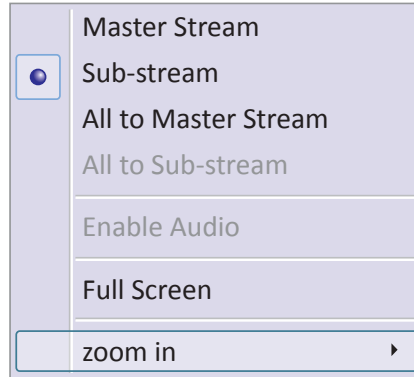 Master Stream
Sub-stream
All to Master Stream
All to Sub-stream
Enable Audio
Full Screen
zoom in